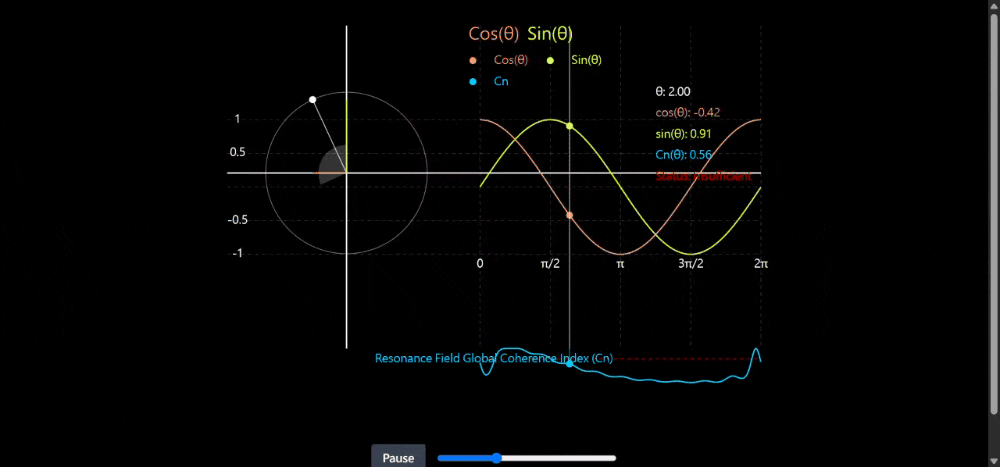 Cos(θ) Sin(θ)
Cos(θ) Sin(θ)
Cn
θ: 2.00
cos(θ): -0.42
sin(θ): 0.91
Cn(θ): 0.56
Status: Insufficient
1
0.5
-0.5
-1
0 π/2 π 3π/2 2π
Resonance Field Global Coherence Index (Cn)
Pause